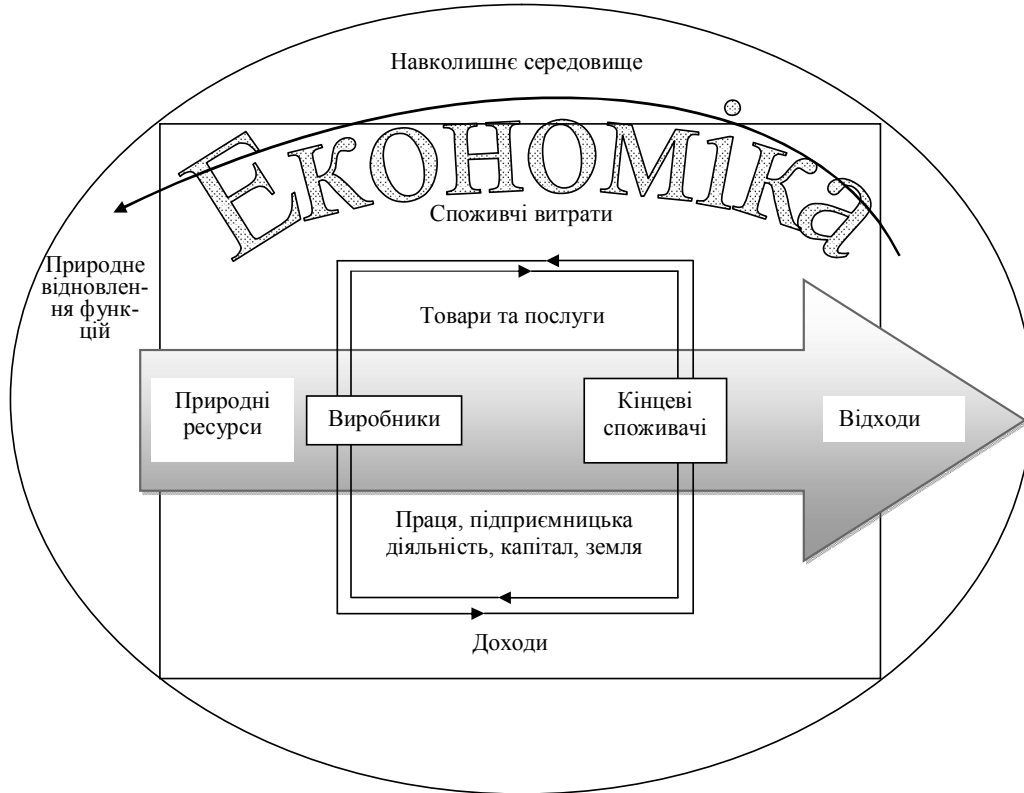 Навколишнє середовище
Економіка
Споживчі витрати
Природне
відновлен-
ня функ-
цій
Товари та послуги
Природні
ресурси
Виробники
Кінцеві
споживачі
Відходи
Праця, підприємницька
діяльність, капітал, земля
Доходи